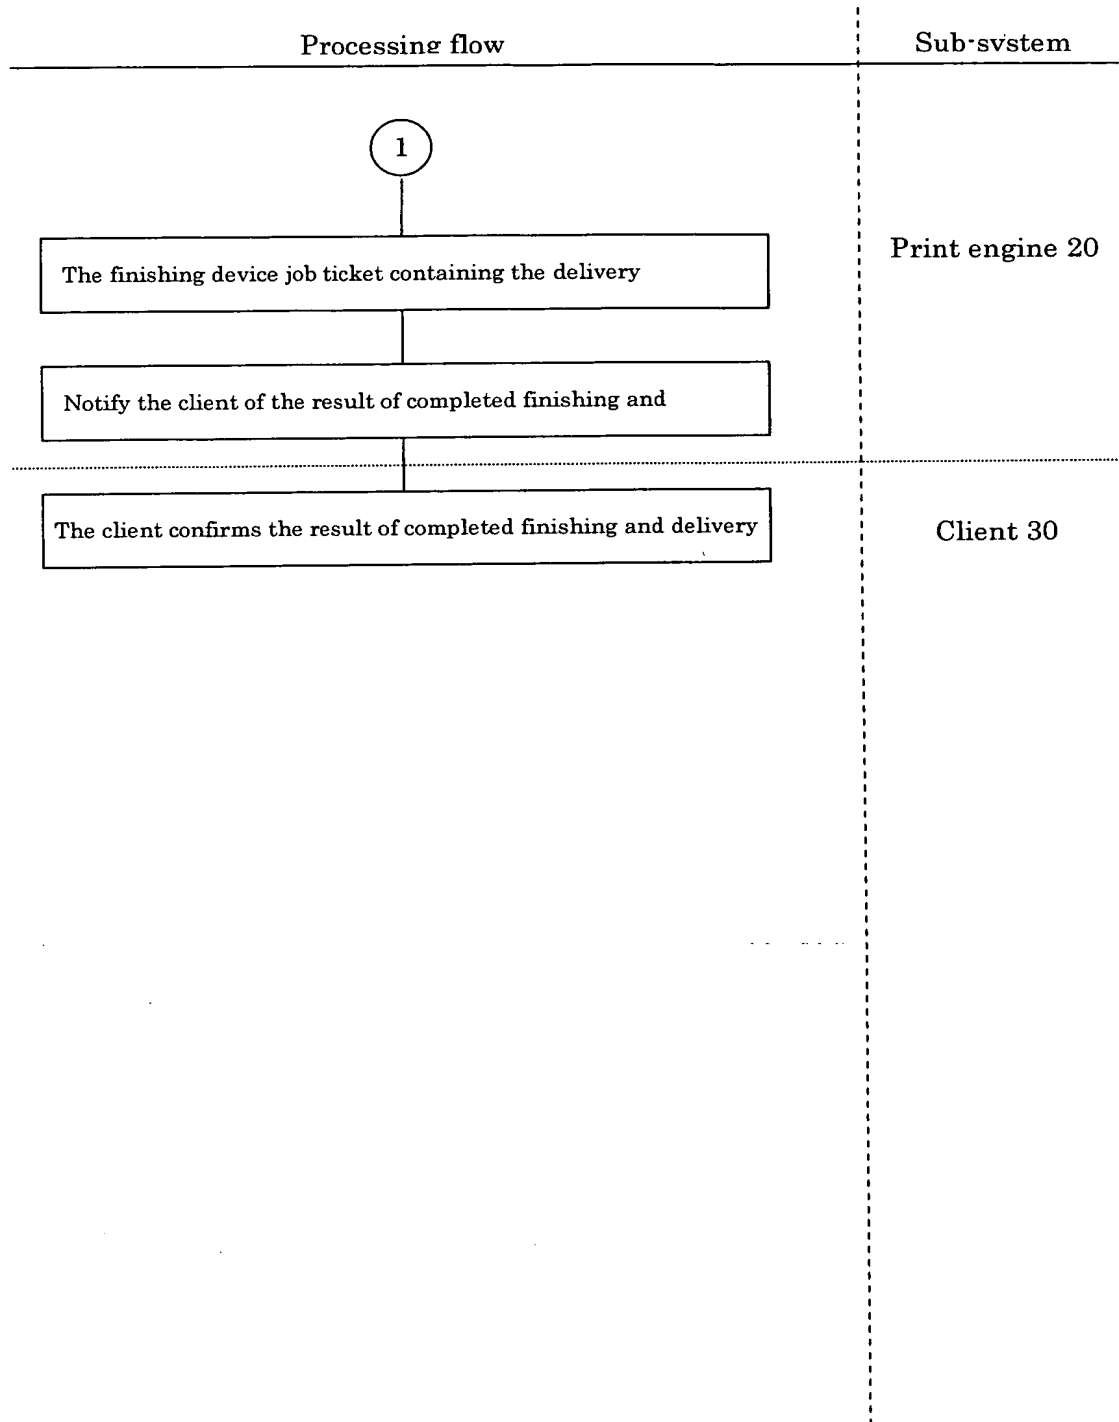 Processing flow
Sub-system
1
The finishing device job ticket containing the delivery
Print engine 20
Notify the client of the result of completed finishing and
The client confirms the result of completed finishing and delivery
Client 30